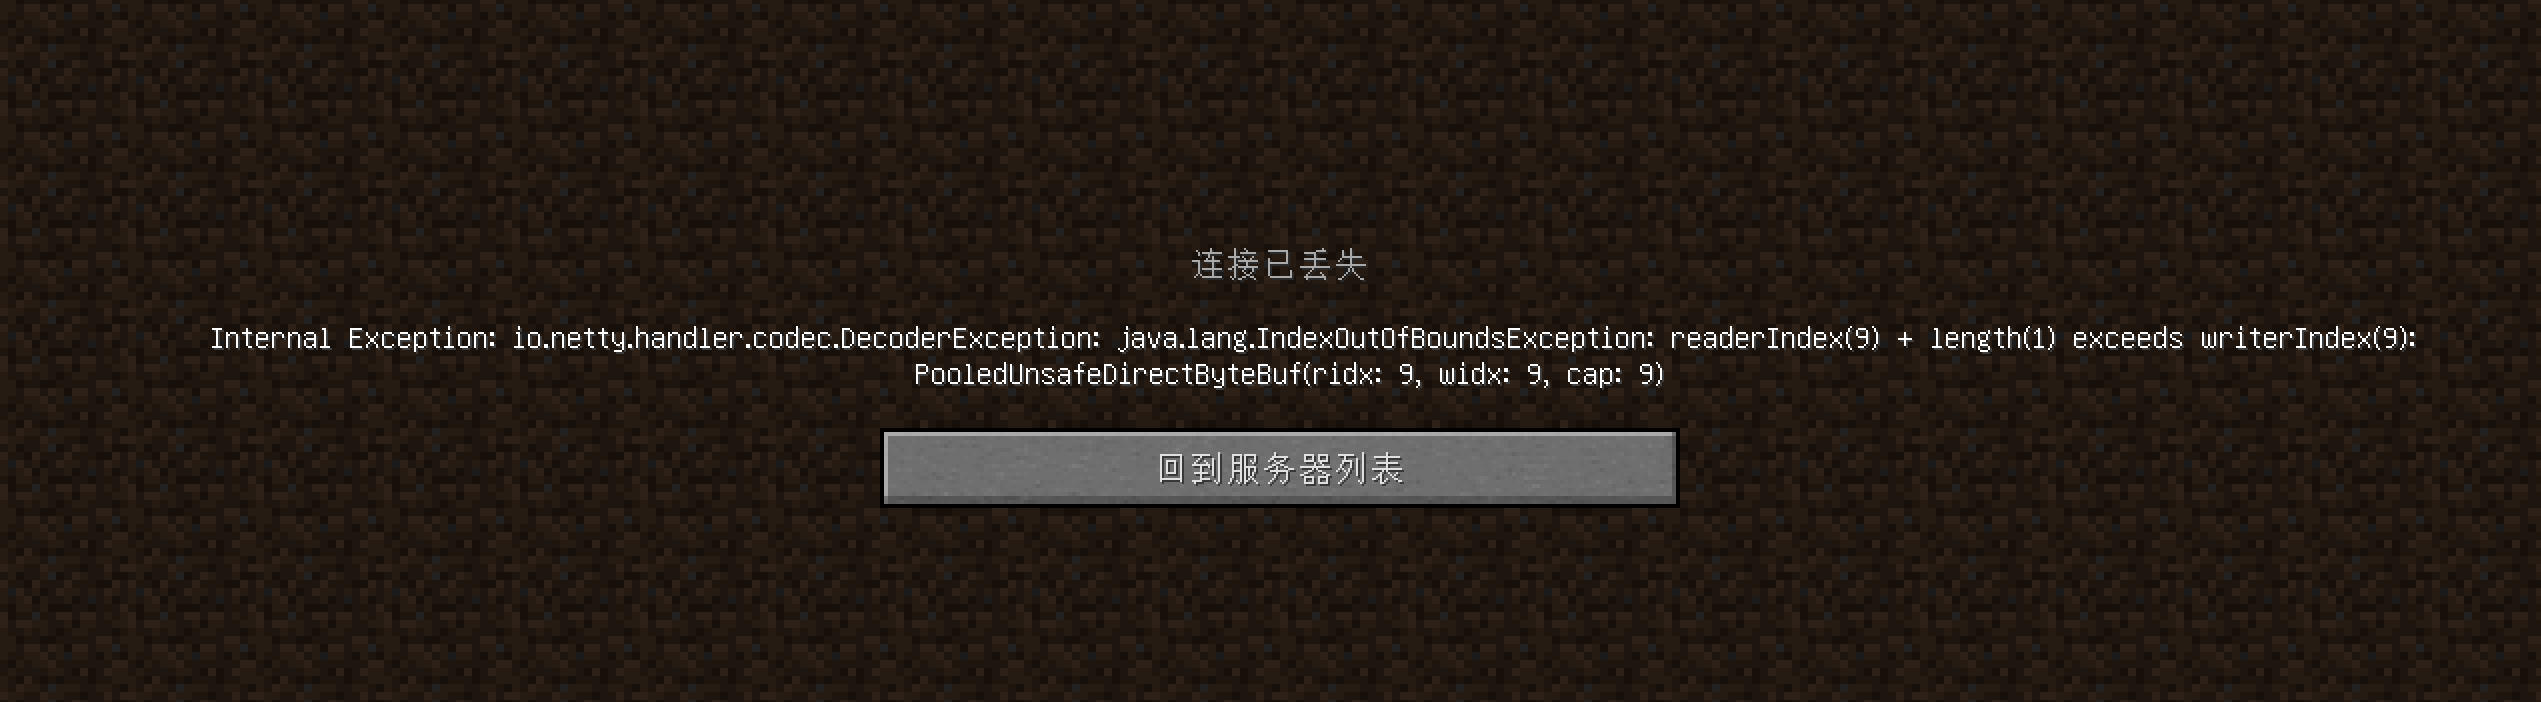 连接已丢失
Internal Exception: io.netty.handler.codec.DecoderException: java.lang.IndexOutOfBoundsException: readerIndex(9) + length(1) exceeds writerIndex(9):
PooledUnsafeDirectByteBuf(ridx: 9, widx: 9, cap: 9)
回到服务器列表